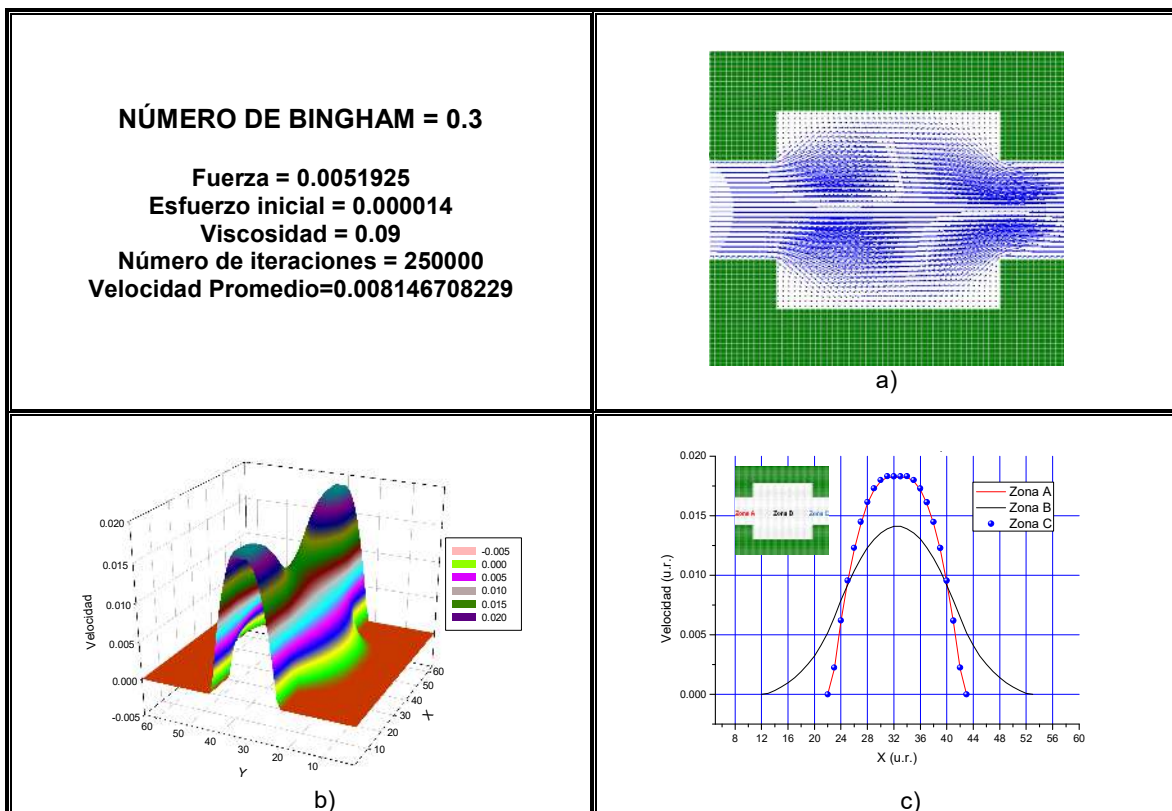 NÚMERO DE BINGHAM = 0.3
Fuerza = 0.0051925
Esfuerzo inicial = 0.000014
Viscosidad = 0.09
Número de iteraciones = 250000
Velocidad Promedio=0.008146708229
a)
0.020
0.015
0.010
0.005
0.000
-0.005
Velocidad
60
50
40
30
20
10
Y
10
20
30
40
50
60
X
-0.005
0.000
0.005
0.010
0.015
0.020
b)
0.020
0.015
0.010
0.005
0.000
Velocidad (u.r.)
Zona A
Zona B
Zona C
Zona A
Zona B
Zona C
8 12 16 20 24 28 32 36 40 44 48 52 56 60
X (u.r.)
c)